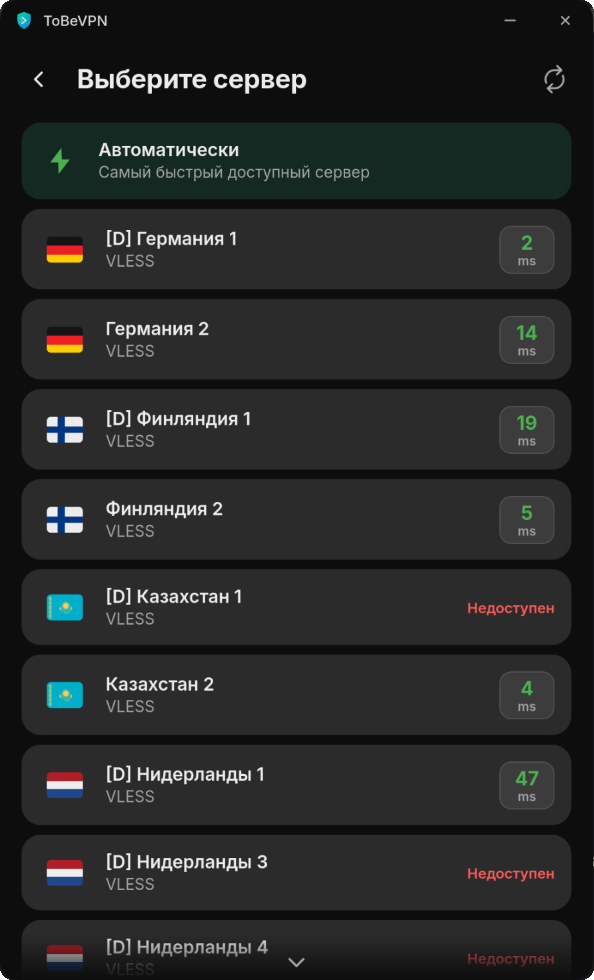 ToBeVPN
Выберите сервер
Автоматически
Самый быстрый доступный сервер
[D] Германия 1
VLESS
2
ms
Германия 2
VLESS
14
ms
[D] Финляндия 1
VLESS
19
ms
Финляндия 2
VLESS
5
ms
[D] Казахстан 1
VLESS
Недоступен
Казахстан 2
VLESS
4
ms
[D] Нидерланды 1
VLESS
47
ms
[D] Нидерланды 3
VLESS
Недоступен
[D] Нидерланды 4
VLESS
Недоступен